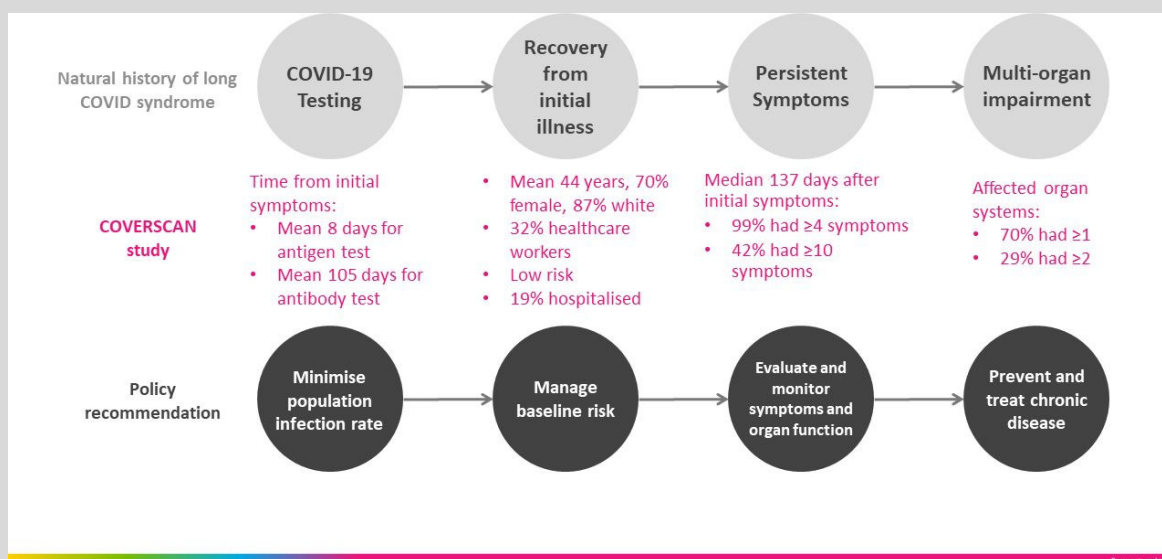 Natural history of long
COVID syndrome
COVID-19
Testing
Recovery
from
initial
illness
Persistent
Symptoms
Multi-organ
impairment
COVERSCAN
study
Time from initial
symptoms:
• Mean 8 days for
antigen test
• Mean 105 days for
antibody test
• Mean 44 years, 70%
female, 87% white
• 32% healthcare
workers
• Low risk
• 19% hospitalised
Median 137 days after
initial symptoms:
• 99% had ≥4 symptoms
• 42% had ≥10
symptoms
Affected organ
systems:
• 70% had ≥1
• 29% had ≥2
Policy
recommendation
Minimise
population
infection rate
Manage
baseline risk
Evaluate and
monitor
symptoms and
organ function
Prevent and
treat chronic
disease